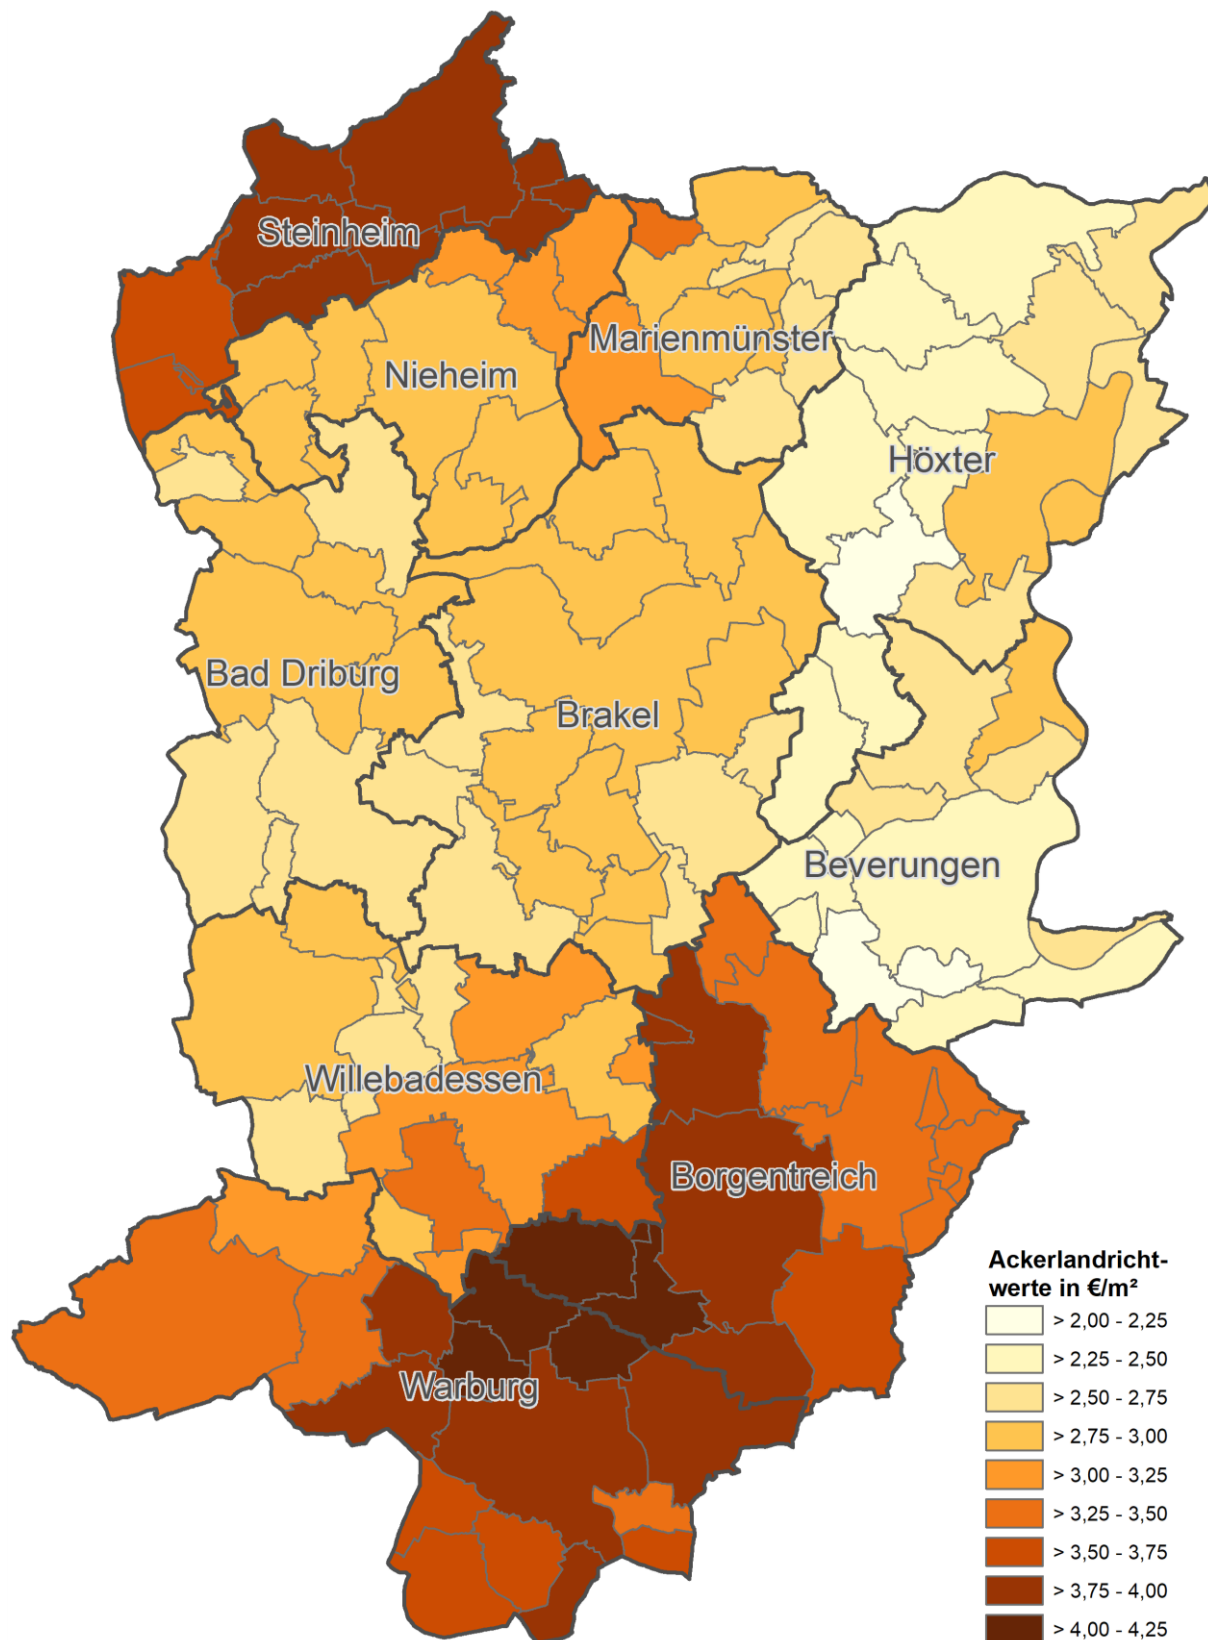 Steinheim
Marienmünster
Nieheim
Höxter
Bad Driburg
Brakel
Beverungen
Willebadessen
Borgentreich
Warburg
Ackerlandricht-
werte in €/m²
> 2,00 - 2,25
> 2,25 - 2,50
> 2,50 - 2,75
> 2,75 - 3,00
> 3,00 - 3,25
> 3,25 - 3,50
> 3,50 - 3,75
> 3,75 - 4,00
> 4,00 - 4,25